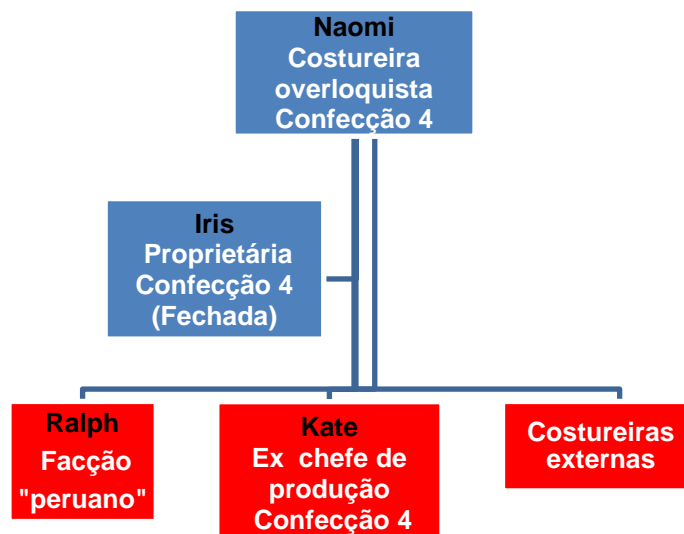 Naomi
Costureira
overloquista
Confecção 4
Iris
Proprietária
Confecção 4
(Fechada)
Ralph
Facção
"peruano"
Kate
Ex chefe de
produção
Confecção 4
Costureiras
externas